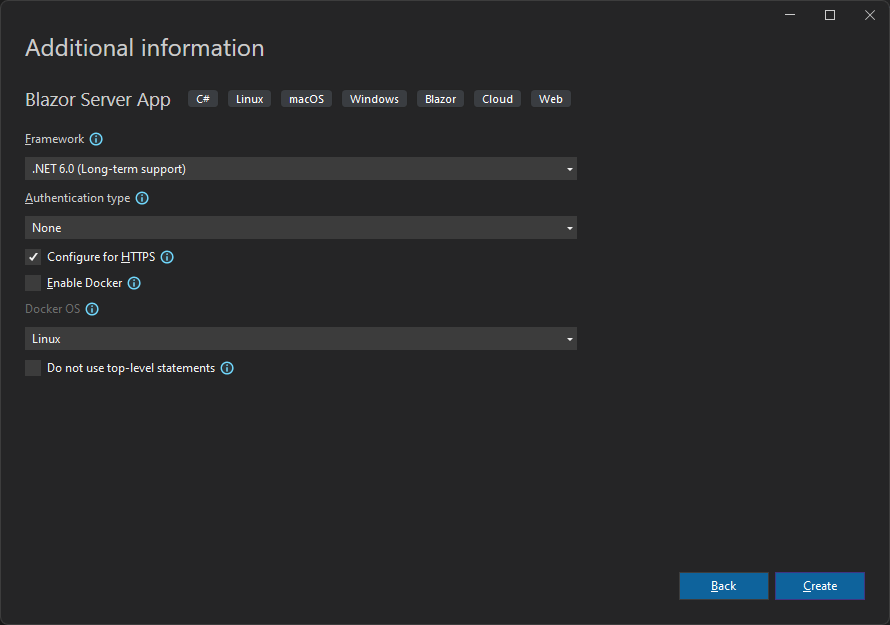 Additional information
Blazor Server App C# Linux macOS Windows Blazor Cloud Web
Framework
.NET 6.0 (Long-term support)
Authentication type
None
Configure for HTTPS
Enable Docker
Docker OS
Linux
Do not use top-level statements
Back Create